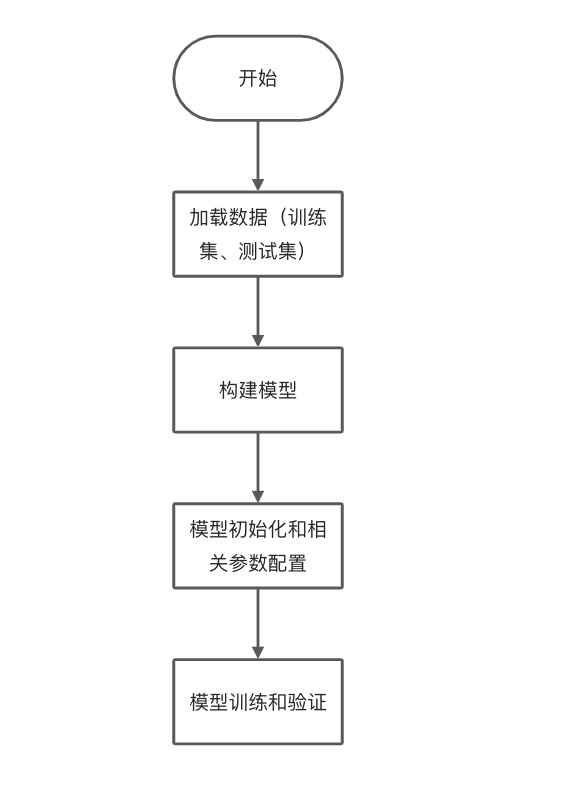 开始
加载数据（训练
集、测试集）
构建模型
模型初始化和相
关参数配置
模型训练和验证